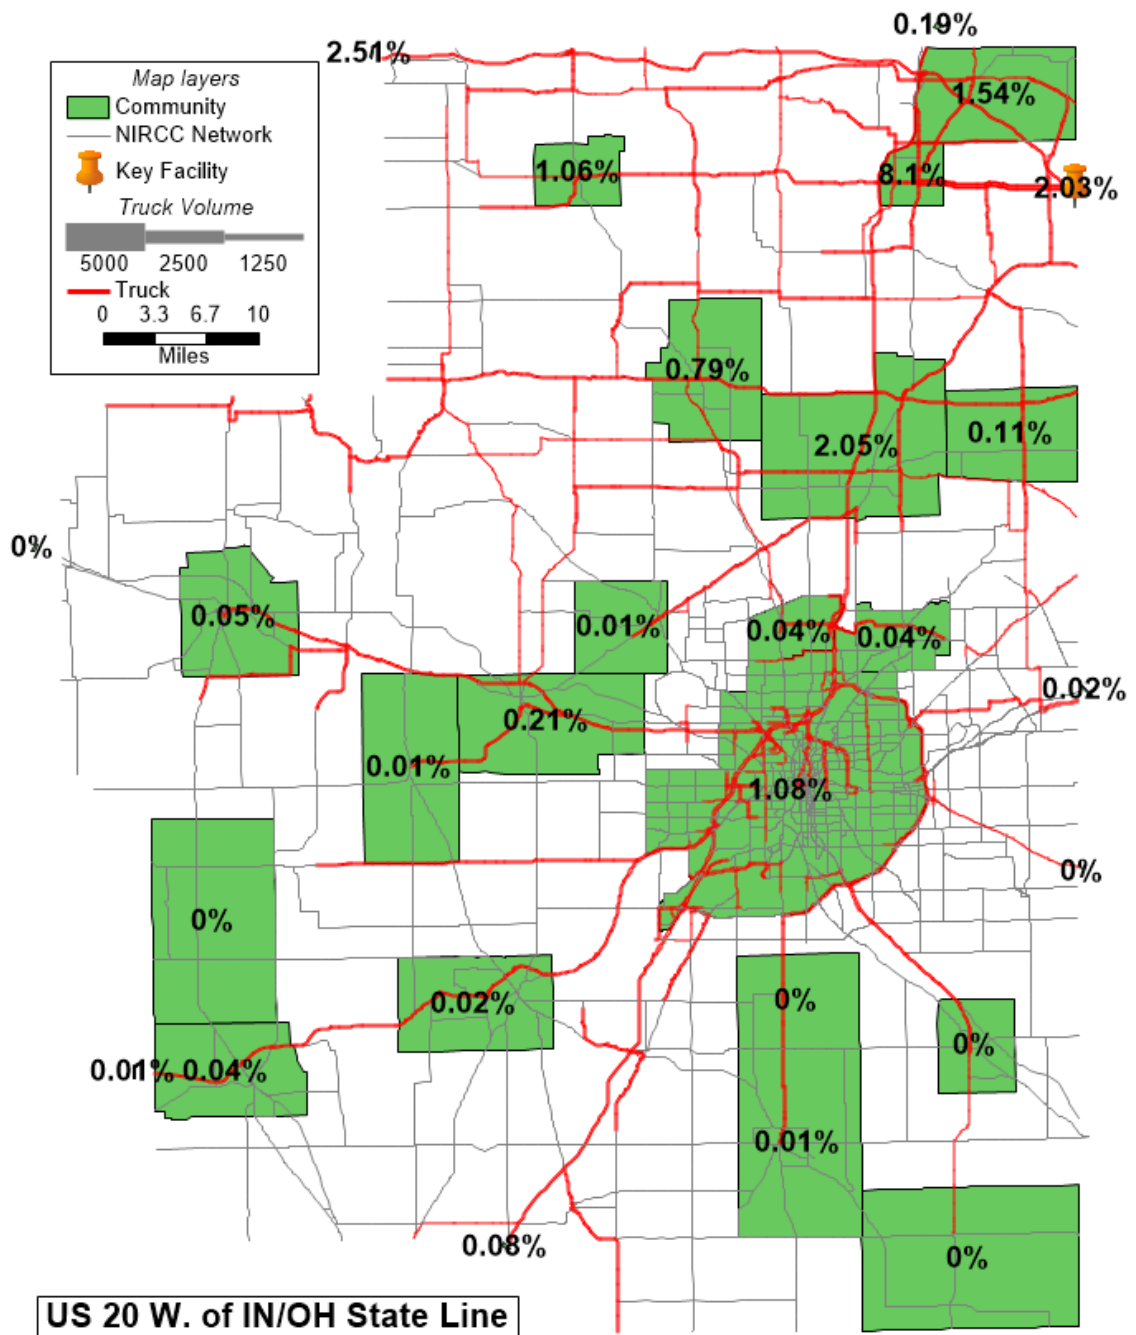 0.19%
2.51%
Map layers
Community
NIRCC Network
Key Facility
Truck Volume
5000 2500 1250
Truck
0 3.3 6.7 10
Miles
1.54%
1.06%
8.1%
2.03%
0.79%
2.05%
0.11%
0%
0.05%
0.01%
0.04%
0.04%
0.02%
0.21%
0.01%
1.08%
0%
0%
0.02%
0%
0%
0.01%
0.04%
0.01%
0.08%
0%
US 20 W. of IN/OH State Line